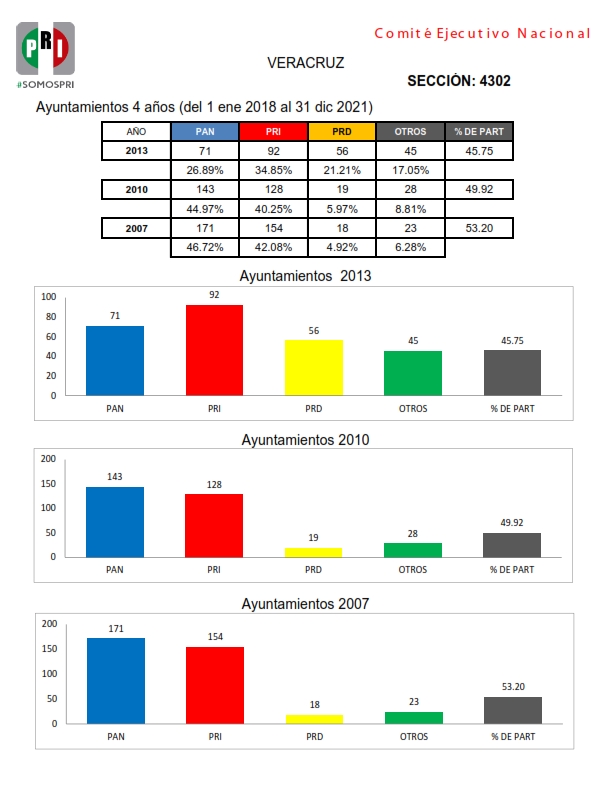 PRI
#SOMOSPRI
Comité Ejecutivo Nacional
VERACRUZ
SECCIÓN: 4302
Ayuntamientos 4 años (del 1 ene 2018 al 31 dic 2021)
AÑO PAN PRI PRD OTROS % DE PART
2013 71 92 56 45 45.75
26.89% 34.85% 21.21% 17.05%
2010 143 128 19 28 49.92
44.97% 40.25% 5.97% 8.81%
2007 171 154 18 23 53.20
46.72% 42.08% 4.92% 6.28%
Ayuntamientos 2013
100
80
60
40
20
0
71 92 56 45 45.75
PAN PRI PRD OTROS % DE PART
Ayuntamientos 2010
200
150
100
50
0
143 128 19 28 49.92
PAN PRI PRD OTROS % DE PART
Ayuntamientos 2007
200
150
100
50
0
171 154 18 23 53.20
PAN PRI PRD OTROS % DE PART